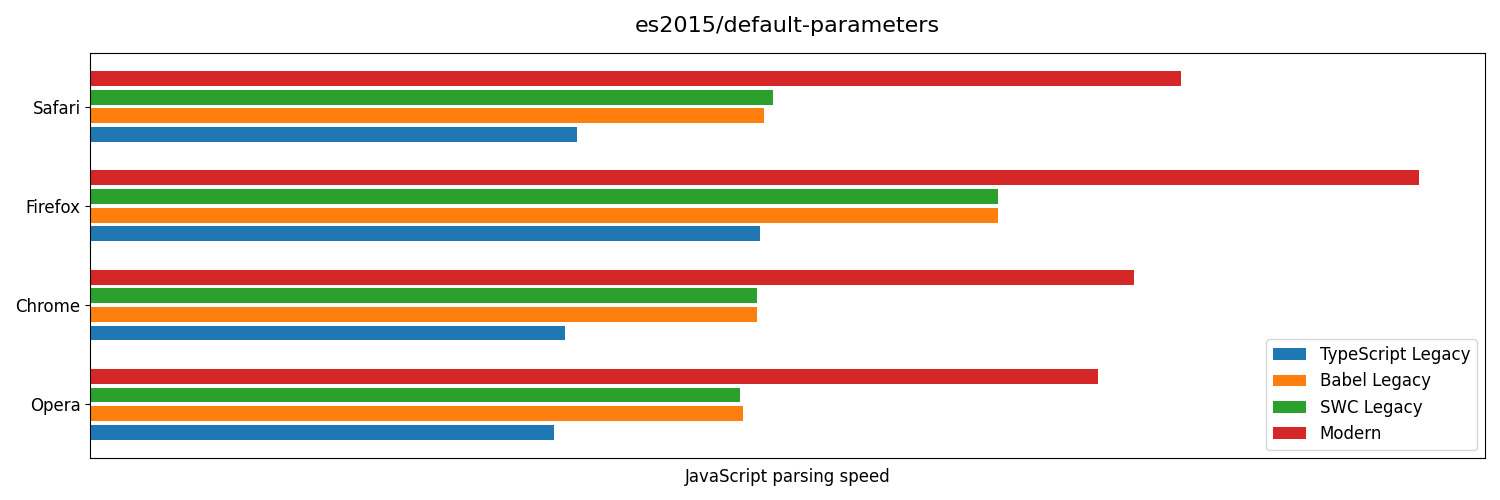 es2015/default-parameters
Safari
Firefox
Chrome
Opera
TypeScript Legacy
Babel Legacy
SWC Legacy
Modern
JavaScript parsing speed